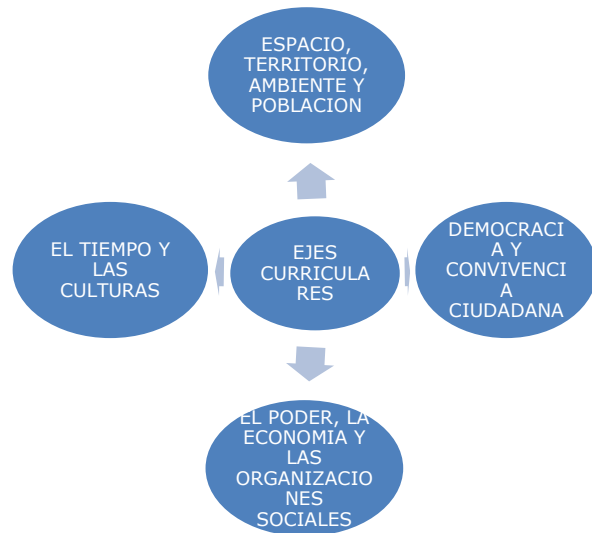 ESPACIO,
TERRITORIO,
AMBIENTE Y
POBLACION
EL TIEMPO Y
LAS
CULTURAS
EJES
CURRICULA
RES
DEMOCRACI
A Y
CONVIVENCI
A
CIUDADANA
EL PODER, LA
ECONOMIA Y
LAS
ORGANIZACIO
NES
SOCIALES